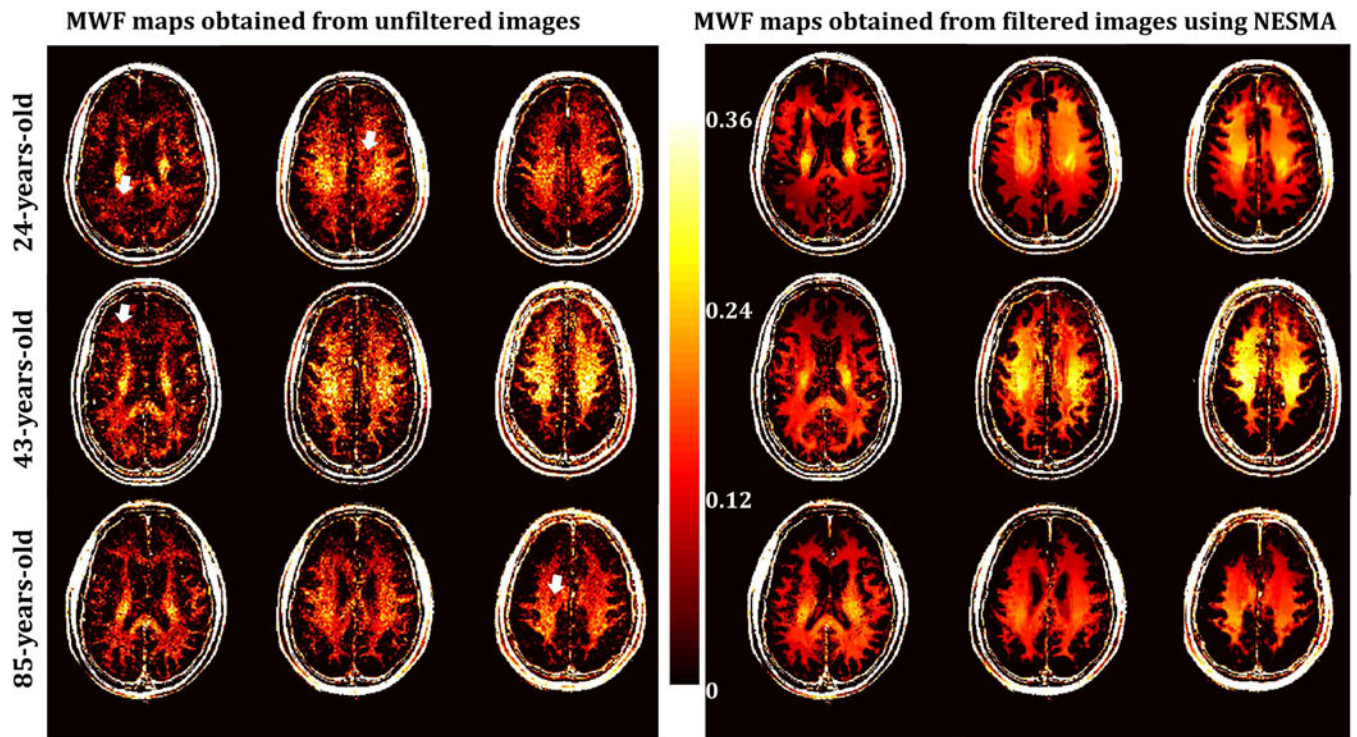 MWF maps obtained from unfiltered images
MWF maps obtained from filtered images using NESMA
24-years-old
43-years-old
85-years-old
0.36
0.24
0.12
0